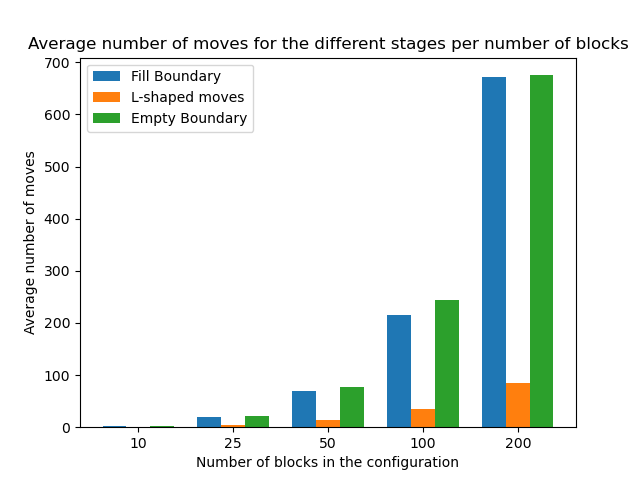 Average number of moves for the different stages per number of blocks
Fill Boundary
L-shaped moves
Empty Boundary
700
600
500
400
300
200
100
0
Average number of moves
10 25 50 100 200
Number of blocks in the configuration